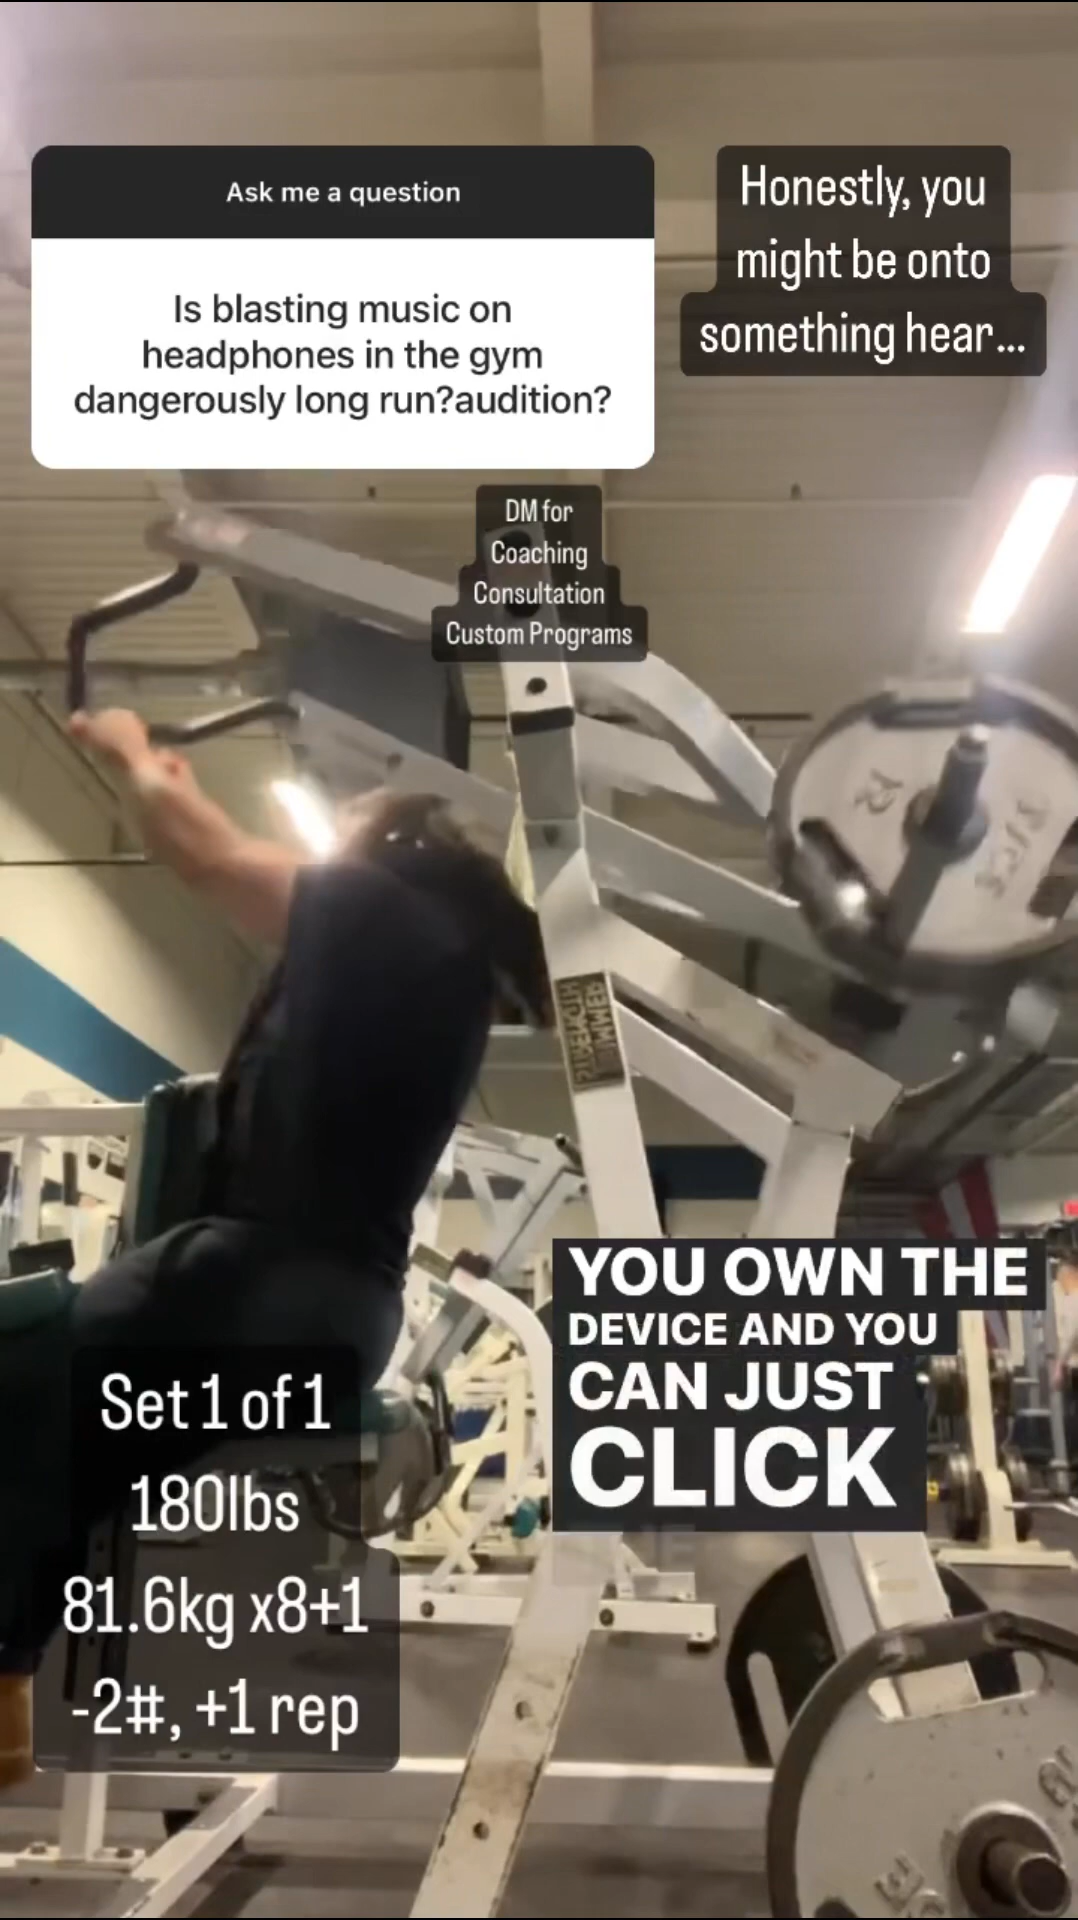 Ask me a question
Is blasting music on
headphones in the gym
dangerously long run?audition?
Honestly, you
might be onto
something hear...
DM for
Coaching
Consultation
Custom Programs
YOU OWN THE
DEVICE AND YOU
CAN JUST
CLICK
Set 1 of 1
180lbs
81.6kg x8+1
-2#, +1 rep